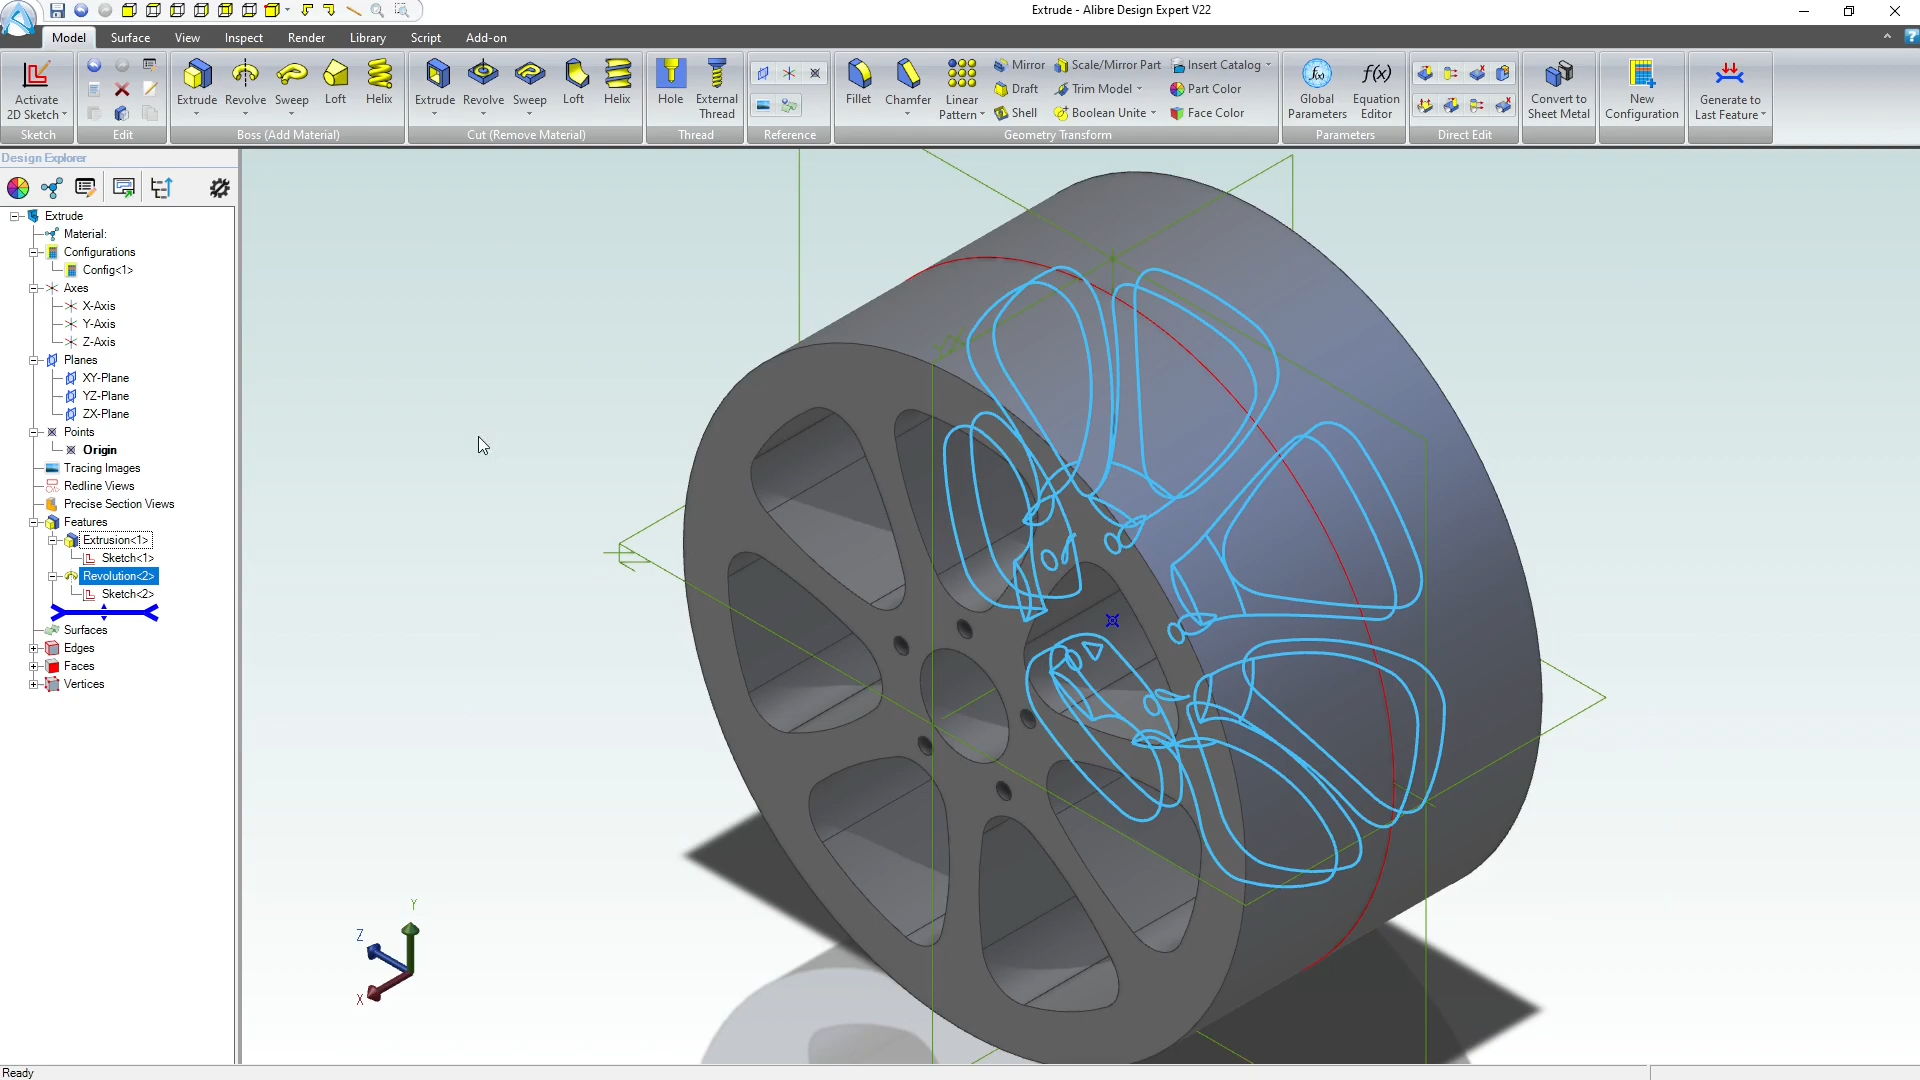 Extrude - Alibre Design Expert V22
Model Surface View Inspect Render Library Script Add-on
Activate 2D Sketch
Sketch
Edit
Extrude Revolve Sweep Loft Helix
Boss (Add Material)
Extrude Revolve Sweep Loft Helix
Cut (Remove Material)
Hole External Thread
Thread
Reference
Fillet Chamfer Linear Pattern
Mirror Scale/Mirror Part Insert Catalog
Draft Trim Model Part Color
Shell Boolean Unite Face Color
Geometry Transform
Global Parameters Equation Editor
Parameters
Direct Edit
Convert to Sheet Metal
New Configuration
Generate to Last Feature
Design Explorer
Extrude
Material:
Configurations
Config<1>
Axes
X-Axis
Y-Axis
Z-Axis
Planes
XY-Plane
YZ-Plane
ZX-Plane
Points
Origin
Tracing Images
Redline Views
Precise Section Views
Features
Extrusion<1>
Sketch<1>
Revolution<2>
Sketch<2>
Surfaces
Edges
Faces
Vertices
Y
Z
X
Ready